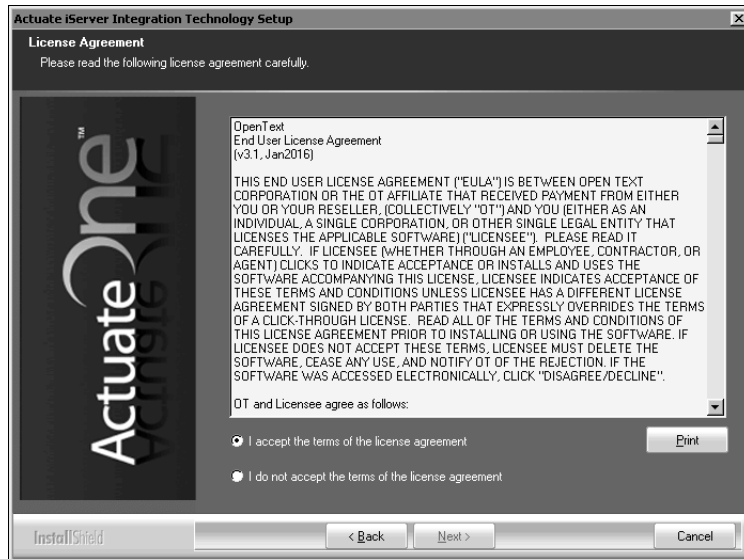 Actuate iServer Integration Technology Setup
License Agreement
Please read the following license agreement carefully.
ActuateOne™
OpenText
End User License Agreement
(v3.1, Jan2016)
THIS END USER LICENSE AGREEMENT ("EULA") IS BETWEEN OPEN TEXT
CORPORATION OR THE OT AFFILIATE THAT RECEIVED PAYMENT FROM EITHER
YOU OR YOUR RESELLER, (COLLECTIVELY "OT") AND YOU (EITHER AS AN
INDIVIDUAL, A SINGLE CORPORATION, OR OTHER SINGLE LEGAL ENTITY THAT
LICENSES THE APPLICABLE SOFTWARE) ("LICENSEE"). PLEASE READ IT
CAREFULLY. IF LICENSEE (WHETHER THROUGH AN EMPLOYEE, CONTRACTOR, OR
AGENT) CLICKS TO INDICATE ACCEPTANCE OR INSTALLS AND USES THE
SOFTWARE ACCOMPANYING THIS LICENSE, LICENSEE INDICATES ACCEPTANCE OF
THESE TERMS AND CONDITIONS UNLESS LICENSEE HAS A DIFFERENT LICENSE
AGREEMENT SIGNED BY BOTH PARTIES THAT EXPRESSLY OVERRIDES THE TERMS
OF A CLICK-THROUGH LICENSE. READ ALL OF THE TERMS AND CONDITIONS OF
THIS LICENSE AGREEMENT PRIOR TO INSTALLING OR USING THE SOFTWARE. IF
LICENSEE DOES NOT ACCEPT THESE TERMS, LICENSEE MUST DELETE THE
SOFTWARE, CEASE ANY USE, AND NOTIFY OT OF THE REJECTION. IF THE
SOFTWARE WAS ACCESSED ELECTRONICALLY, CLICK "DISAGREE/DECLINE".
OT and Licensee agree as follows:
I accept the terms of the license agreement
Print
I do not accept the terms of the license agreement
InstallShield
< Back
Next >
Cancel